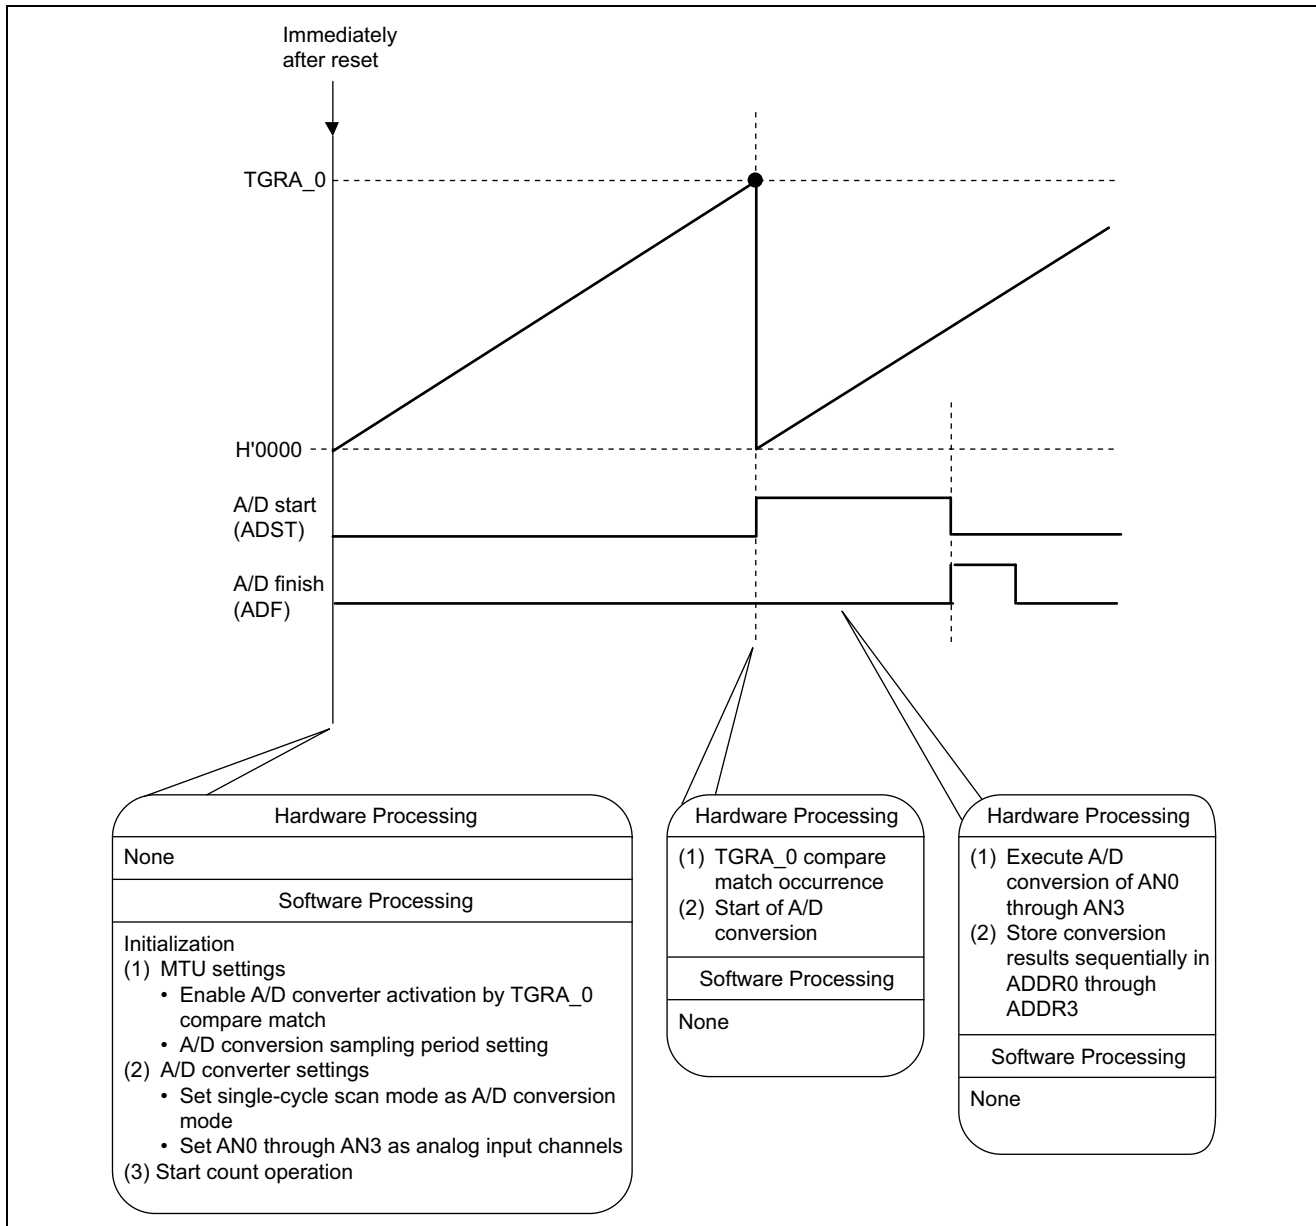 Immediately
after reset
TGRA_0
H'0000
A/D start
(ADST)
A/D finish
(ADF)
Hardware Processing
None
Software Processing
Initialization
(1) MTU settings
• Enable A/D converter activation by TGRA_0
compare match
• A/D conversion sampling period setting
(2) A/D converter settings
• Set single-cycle scan mode as A/D conversion
mode
• Set AN0 through AN3 as analog input channels
(3) Start count operation
Hardware Processing
(1) TGRA_0 compare
match occurrence
(2) Start of A/D
conversion
Software Processing
None
Hardware Processing
(1) Execute A/D
conversion of AN0
through AN3
(2) Store conversion
results sequentially in
ADDR0 through
ADDR3
Software Processing
None